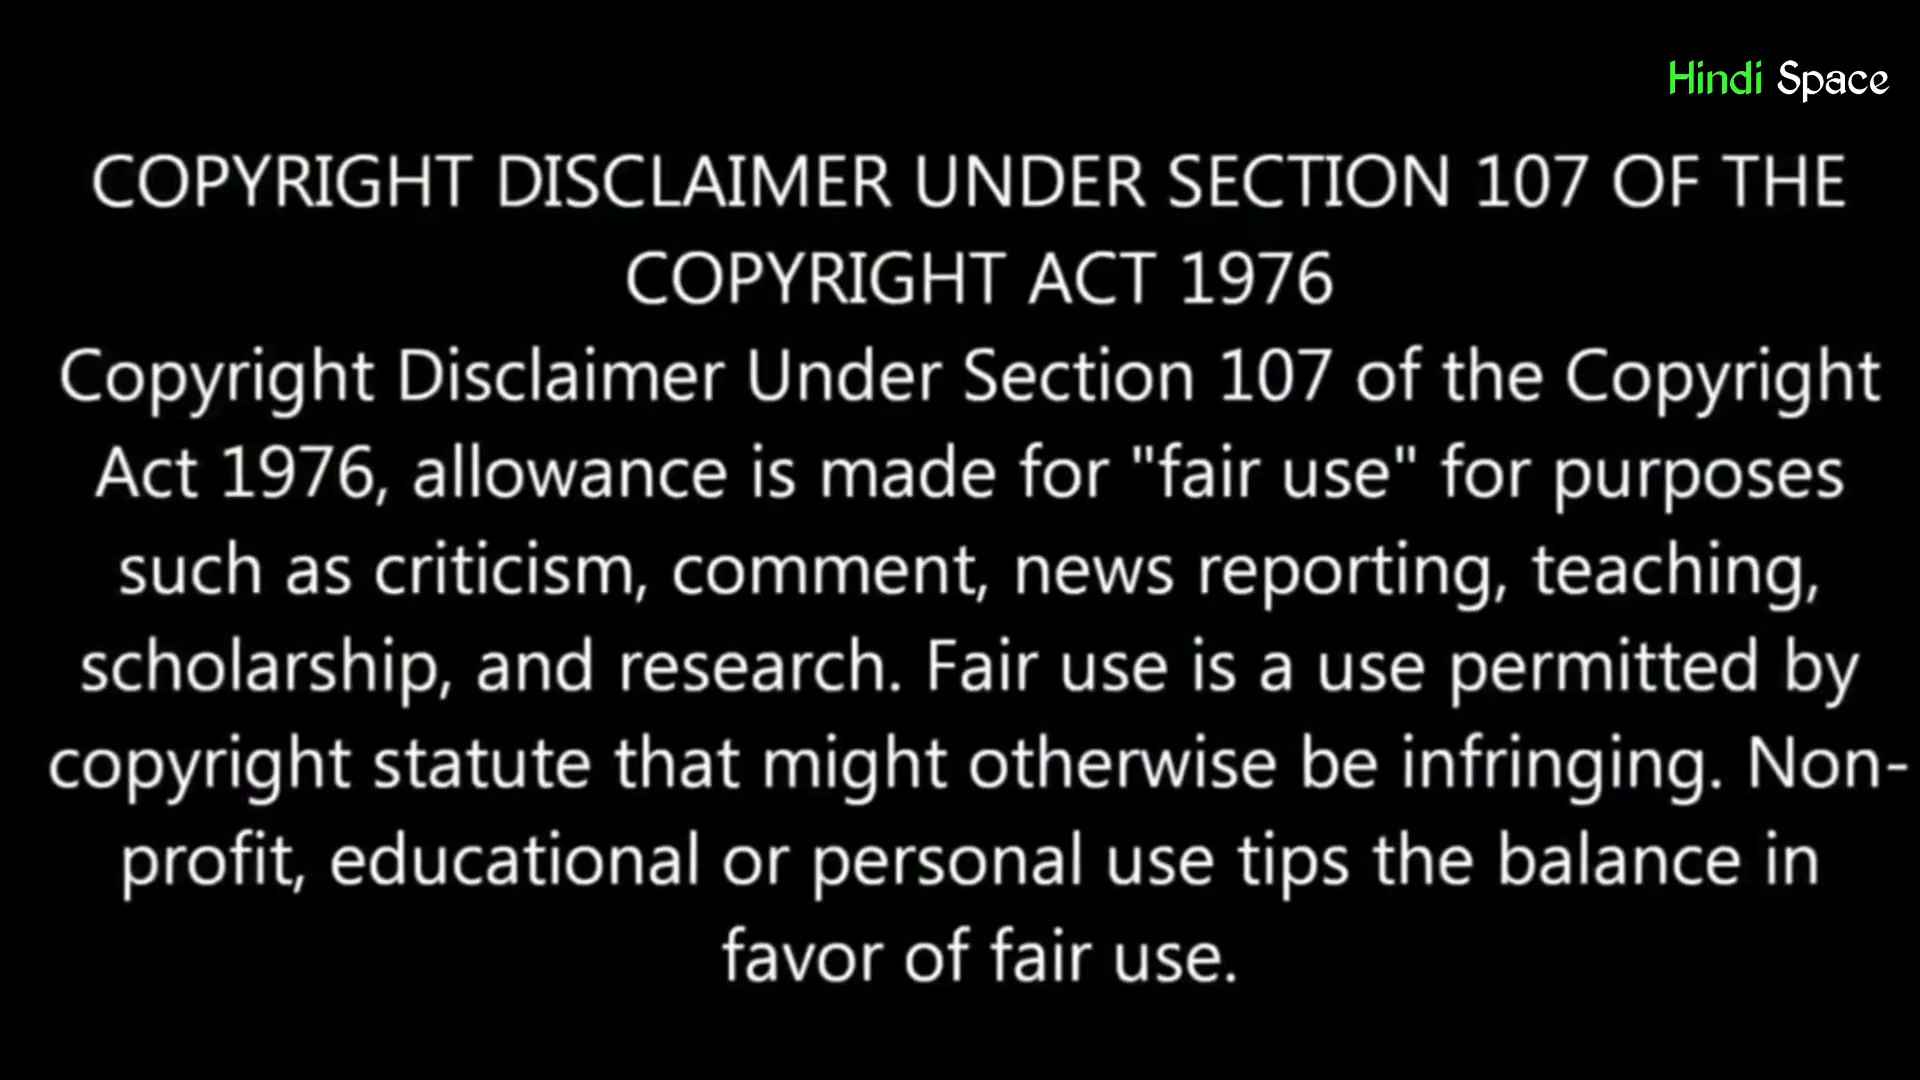 Hindi Space
COPYRIGHT DISCLAIMER UNDER SECTION 107 OF THE
COPYRIGHT ACT 1976
Copyright Disclaimer Under Section 107 of the Copyright
Act 1976, allowance is made for "fair use" for purposes
such as criticism, comment, news reporting, teaching,
scholarship, and research. Fair use is a use permitted by
copyright statute that might otherwise be infringing. Non-
profit, educational or personal use tips the balance in
favor of fair use.